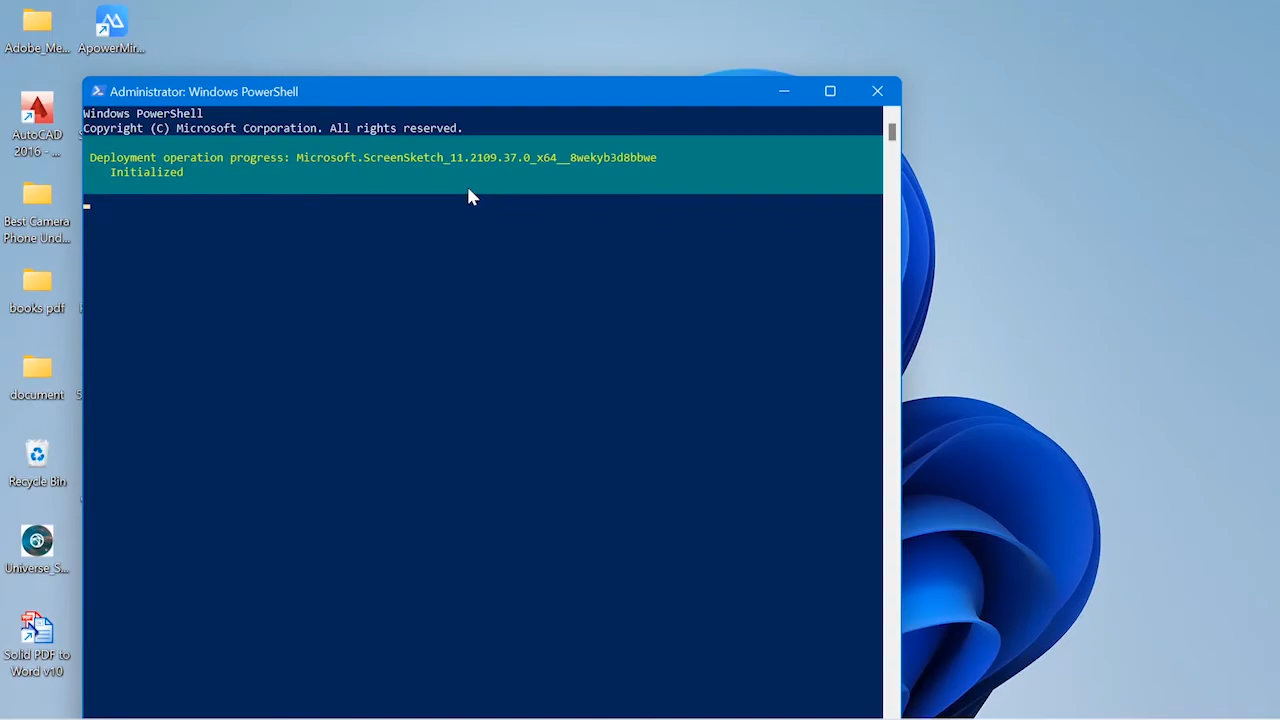 Adobe_Me...
ApowerMir...
AutoCAD
2016 - ...
Best Camera
Phone Und...
books pdf
document
Recycle Bin
Universe_S...
Solid PDF to
Word v10
Administrator: Windows PowerShell
Windows PowerShell
Copyright (C) Microsoft Corporation. All rights reserved.
Deployment operation progress: Microsoft.ScreenSketch_11.2109.37.0_x64__8wekyb3d8bbwe
Initialized